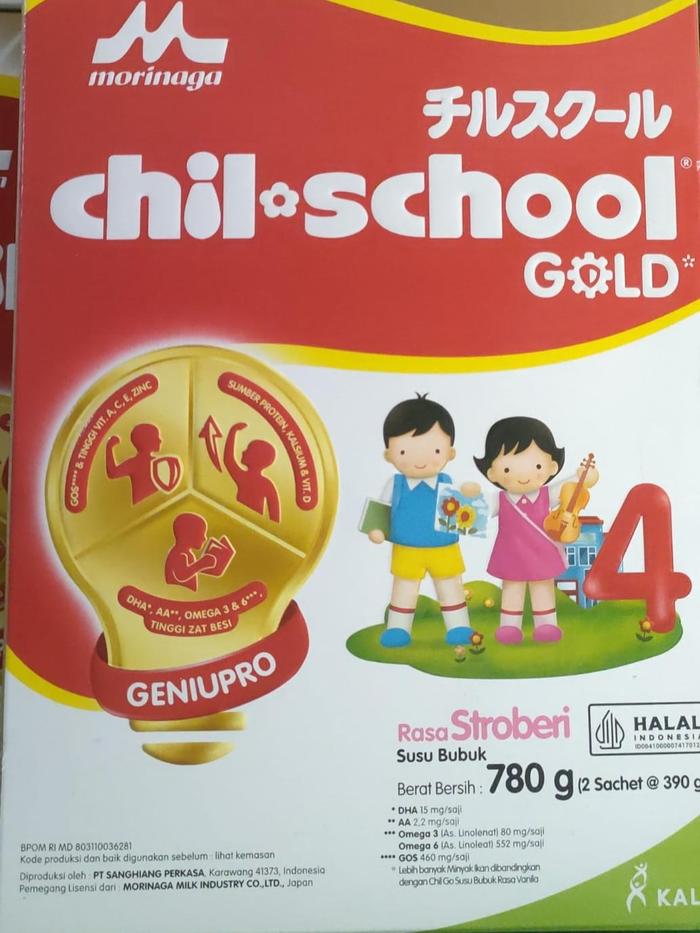 morinaga
チルスクール
chil school®
GOLD*
GOS**** & TINGGI VIT. A, C, E, ZINC
SUMBER PROTEIN, KALSIUM & VIT. D
DHA*, AA**, OMEGA 3 & 6***,
TINGGI ZAT BESI
GENIUPRO
4
Rasa Stroberi
Susu Bubuk
Berat Bersih : 780 g (2 Sachet @ 390 g
HALAL
INDONESIA
* DHA 15 mg/saji
** AA 2,2 mg/saji
*** Omega 3 (As. Linolenat) 80 mg/saji
Omega 6 (As. Linoleat) 552 mg/saji
**** GOS 460 mg/saji
* Lebih banyak Minyak Ikan dibandingkan
dengan Chil Go Susu Bubuk Rasa Vanila
BPOM RI MD 803110036281
Kode produksi dan baik digunakan sebelum : lihat kemasan
Diproduksi oleh : PT SANGHIANG PERKASA, Karawang 41373, Indonesia
Pemegang Lisensi dari : MORINAGA MILK INDUSTRY CO.,LTD., Japan
KAL